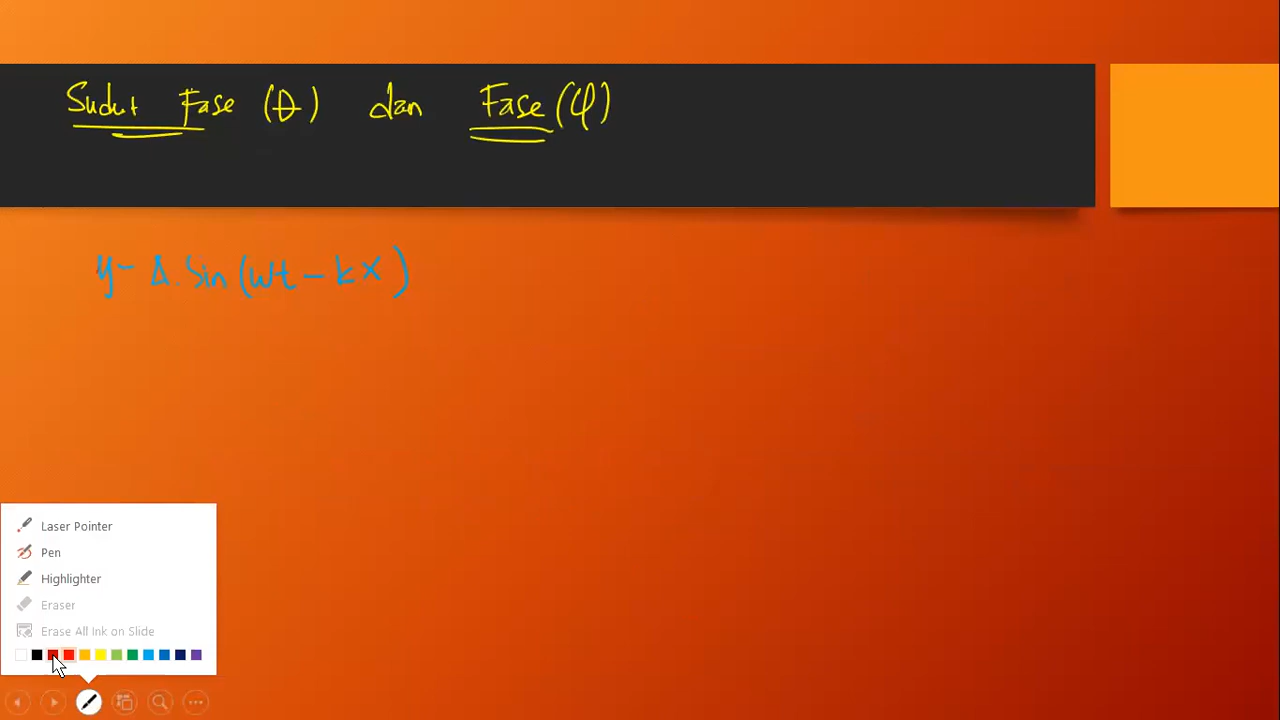 Sudut Fase (θ) dan Fase (φ)
y = A. Sin (ωt - kx)
Laser Pointer
Pen
Highlighter
Eraser
Erase All Ink on Slide